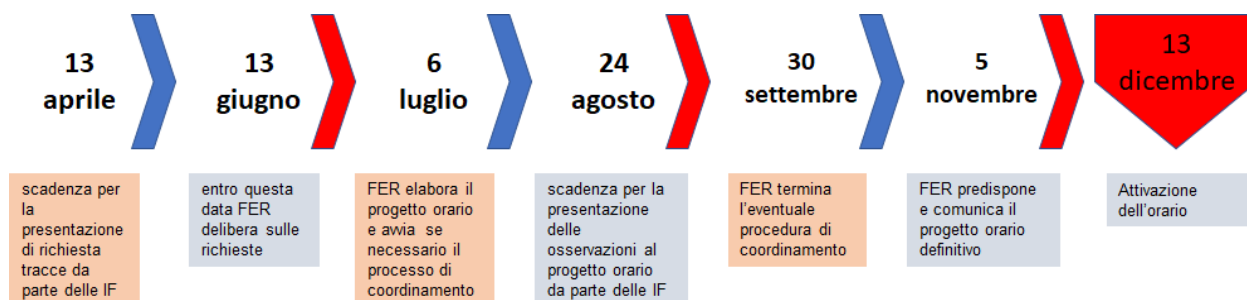 13
aprile
13
giugno
6
luglio
24
agosto
30
settembre
5
novembre
13
dicembre
scadenza per
la
presentazione
di richiesta
tracce da
parte delle IF
entro questa
data FER
delibera sulle
richieste
FER elabora il
progetto orario
e avvia se
necessario il
processo di
coordinamento
scadenza per la
presentazione
delle
osservazioni al
progetto orario
da parte delle IF
FER termina
l'eventuale
procedura di
coordinamento
FER predispone
e comunica il
progetto orario
definitivo
Attivazione
dell'orario